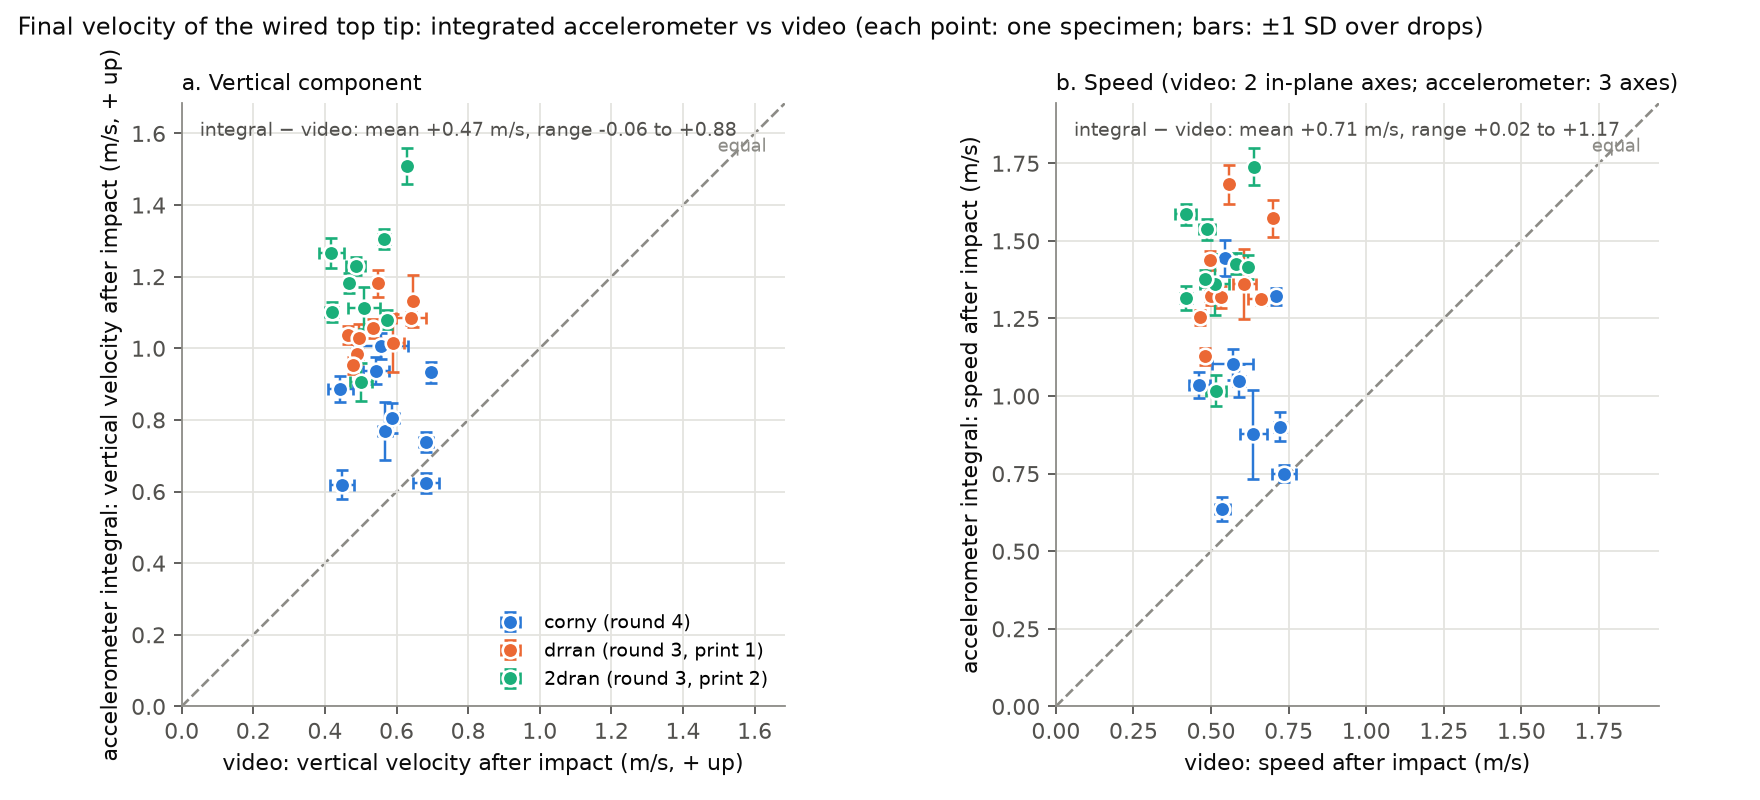 Final velocity of the wired top tip: integrated accelerometer vs video (each point: one specimen; bars: ±1 SD over drops)
a. Vertical component
integral − video: mean +0.47 m/s, range -0.06 to +0.88
equal
accelerometer integral: vertical velocity after impact (m/s, + up)
1.6
1.4
1.2
1.0
0.8
0.6
0.4
0.2
0.0
corny (round 4)
drran (round 3, print 1)
2dran (round 3, print 2)
0.0 0.2 0.4 0.6 0.8 1.0 1.2 1.4 1.6
video: vertical velocity after impact (m/s, + up)
b. Speed (video: 2 in-plane axes; accelerometer: 3 axes)
integral − video: mean +0.71 m/s, range +0.02 to +1.17
equal
accelerometer integral: speed after impact (m/s)
1.75
1.50
1.25
1.00
0.75
0.50
0.25
0.00
0.00 0.25 0.50 0.75 1.00 1.25 1.50 1.75
video: speed after impact (m/s)